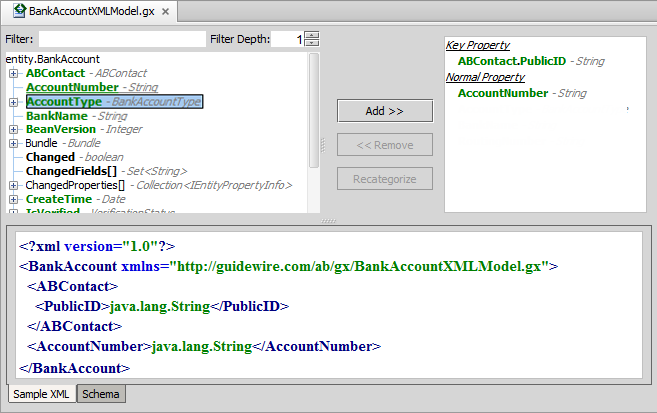 BankAccountXMLModel.gx ×
Filter: Filter Depth: 1
entity.BankAccount
ABContact - ABContact
AccountNumber - String
AccountType - BankAccountType
BankName - String
BeanVersion - Integer
Bundle - Bundle
Changed - boolean
ChangedFields[] - Set<String>
ChangedProperties[] - Collection<IEntityPropertyInfo>
CreateTime - Date
IsVerified - VerificationStatus
Add >>
<< Remove
Recategorize
Key Property
ABContact.PublicID - String
Normal Property
AccountNumber - String
<?xml version="1.0"?>
<BankAccount xmlns="http://guidewire.com/ab/gx/BankAccountXMLModel.gx">
<ABContact>
<PublicID>java.lang.String</PublicID>
</ABContact>
<AccountNumber>java.lang.String</AccountNumber>
</BankAccount>
Sample XML Schema